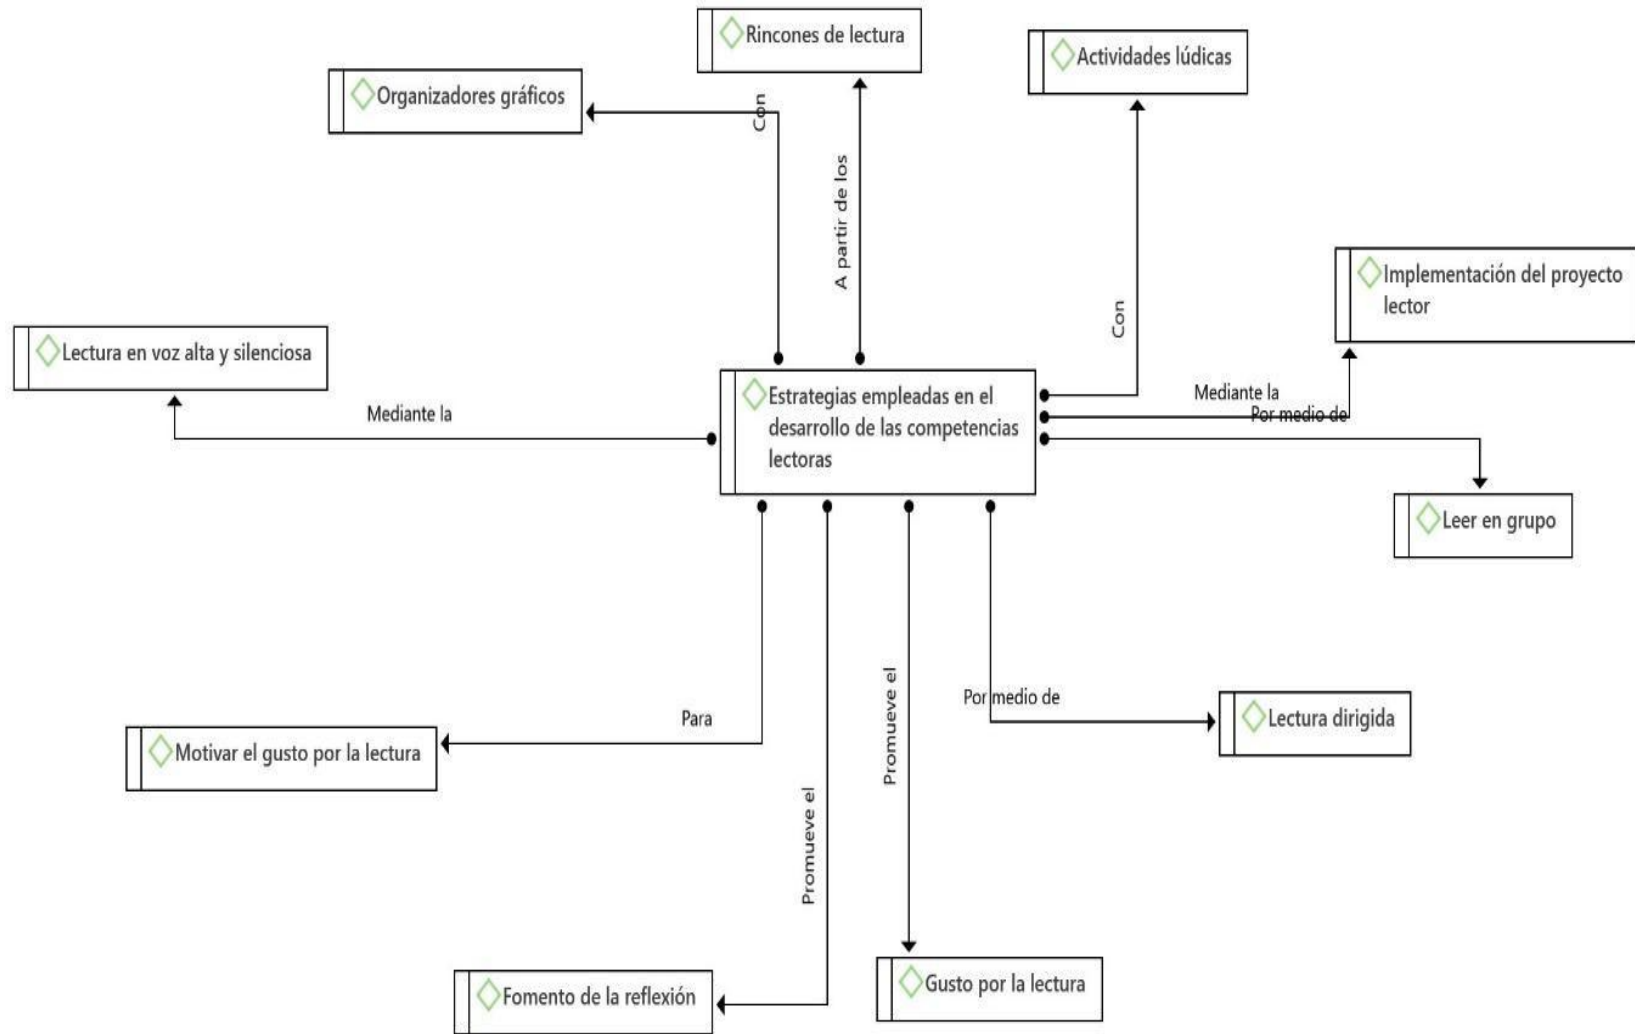 Rincones de lectura
Actividades lúdicas
Organizadores gráficos
Con
A partir de los
Con
Implementación del proyecto
lector
Lectura en voz alta y silenciosa
Mediante la
Estrategias empleadas en el
desarrollo de las competencias
lectoras
Mediante la
Por medio de
Leer en grupo
Para
Motivar el gusto por la lectura
Promueve el
Promueve el
Por medio de
Lectura dirigida
Fomento de la reflexión
Gusto por la lectura